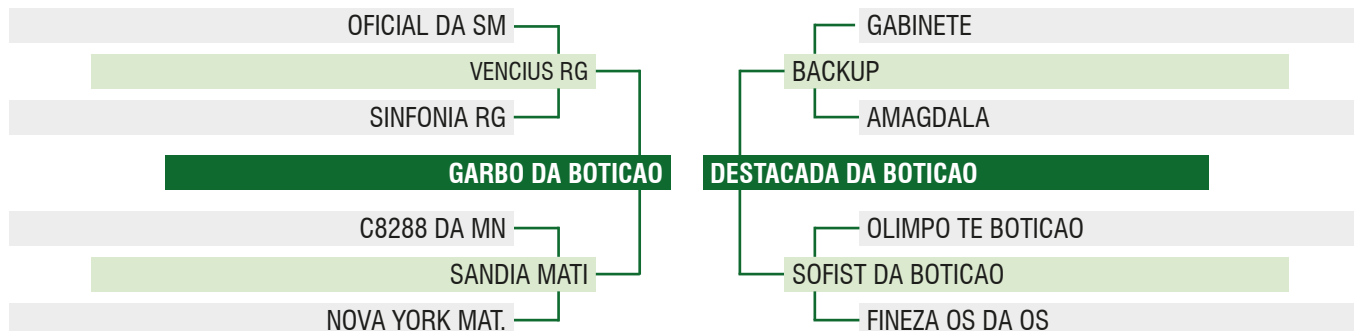 OFICIAL DA SM
VENCIUS RG
SINFONIA RG
GARBO DA BOTICAO
C8288 DA MN
SANDIA MATI
NOVA YORK MAT.
GABINETE
BACKUP
AMAGDALA
DESTACADA DA BOTICAO
OLIMPO TE BOTICAO
SOFIST DA BOTICAO
FINEZA OS DA OS